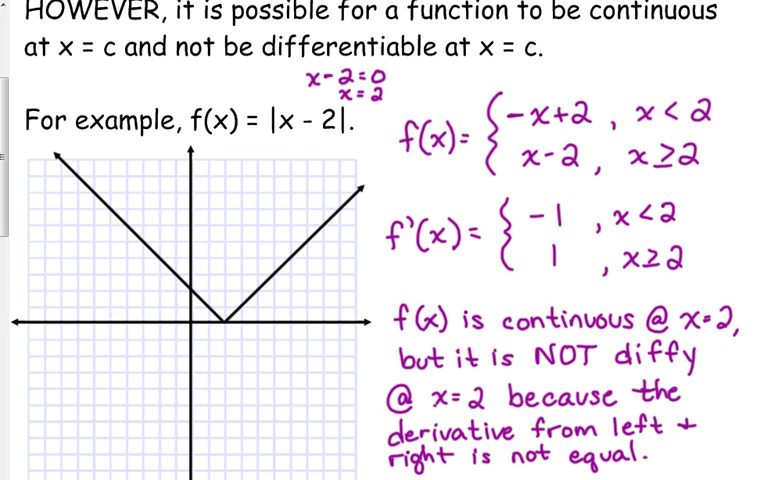 HOWEVER, it is possible for a function to be continuous
at x = c and not be differentiable at x = c.
x-2=0
x=2
For example, f(x) = |x - 2|.
f(x)= { -x+2 , x<2
x-2 , x≥2
f'(x)= { -1 , x<2
1 , x≥2
f(x) is continuous @ x=2,
but it is NOT diffy
@ x=2 because the
derivative from left +
right is not equal.